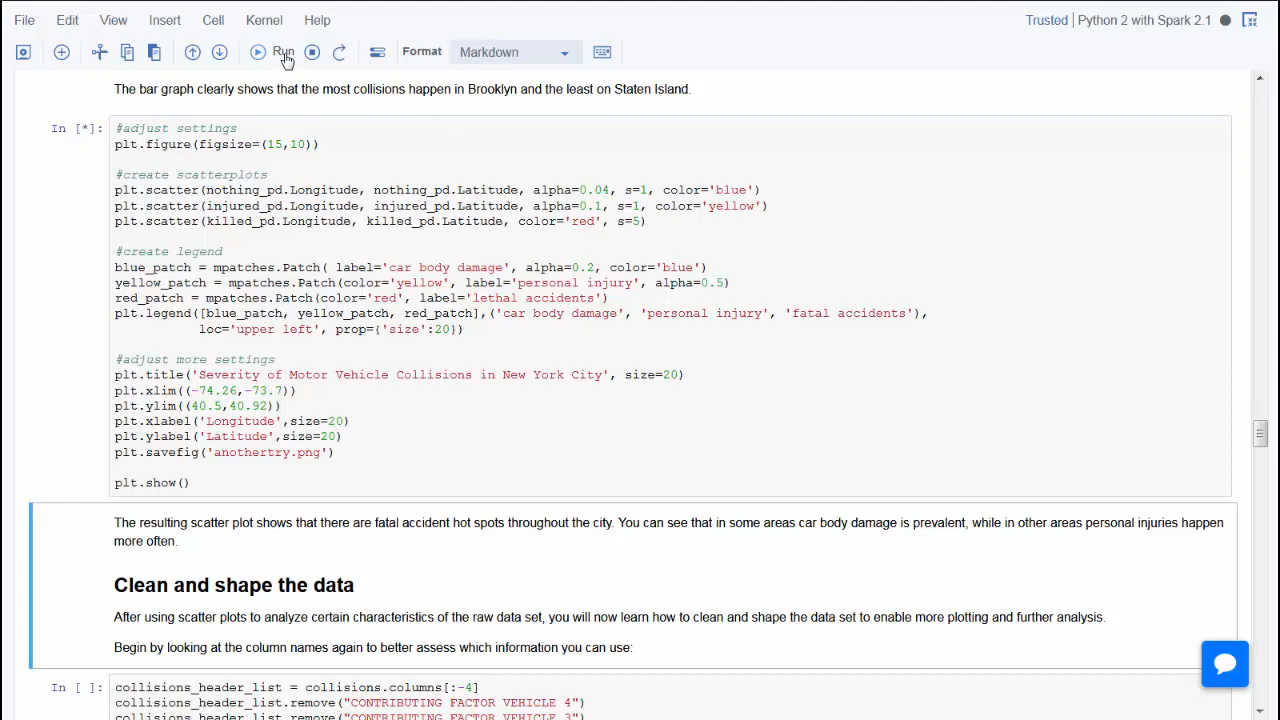 File Edit View Insert Cell Kernel Help Trusted Python 2 with Spark 2.1
Run Format Markdown
The bar graph clearly shows that the most collisions happen in Brooklyn and the least on Staten Island.
In [*]: #adjust settings
plt.figure(figsize=(15,10))
#create scatterplots
plt.scatter(nothing_pd.Longitude, nothing_pd.Latitude, alpha=0.04, s=1, color='blue')
plt.scatter(injured_pd.Longitude, injured_pd.Latitude, alpha=0.1, s=1, color='yellow')
plt.scatter(killed_pd.Longitude, killed_pd.Latitude, color='red', s=5)
#create legend
blue_patch = mpatches.Patch( label='car body damage', alpha=0.2, color='blue')
yellow_patch = mpatches.Patch(color='yellow', label='personal injury', alpha=0.5)
red_patch = mpatches.Patch(color='red', label='lethal accidents')
plt.legend([blue_patch, yellow_patch, red_patch],('car body damage', 'personal injury', 'fatal accidents'),
loc='upper left', prop={'size':20})
#adjust more settings
plt.title('Severity of Motor Vehicle Collisions in New York City', size=20)
plt.xlim((-74.26,-73.7))
plt.ylim((40.5,40.92))
plt.xlabel('Longitude',size=20)
plt.ylabel('Latitude',size=20)
plt.savefig('anothertry.png')
plt.show()
The resulting scatter plot shows that there are fatal accident hot spots throughout the city. You can see that in some areas car body damage is prevalent, while in other areas personal injuries happen
more often.
Clean and shape the data
After using scatter plots to analyze certain characteristics of the raw data set, you will now learn how to clean and shape the data set to enable more plotting and further analysis.
Begin by looking at the column names again to better assess which information you can use:
In [ ]: collisions_header_list = collisions.columns[:-4]
collisions_header_list.remove("CONTRIBUTING FACTOR VEHICLE 4")
collisions_header_list.remove("CONTRIBUTING FACTOR VEHICLE 3")